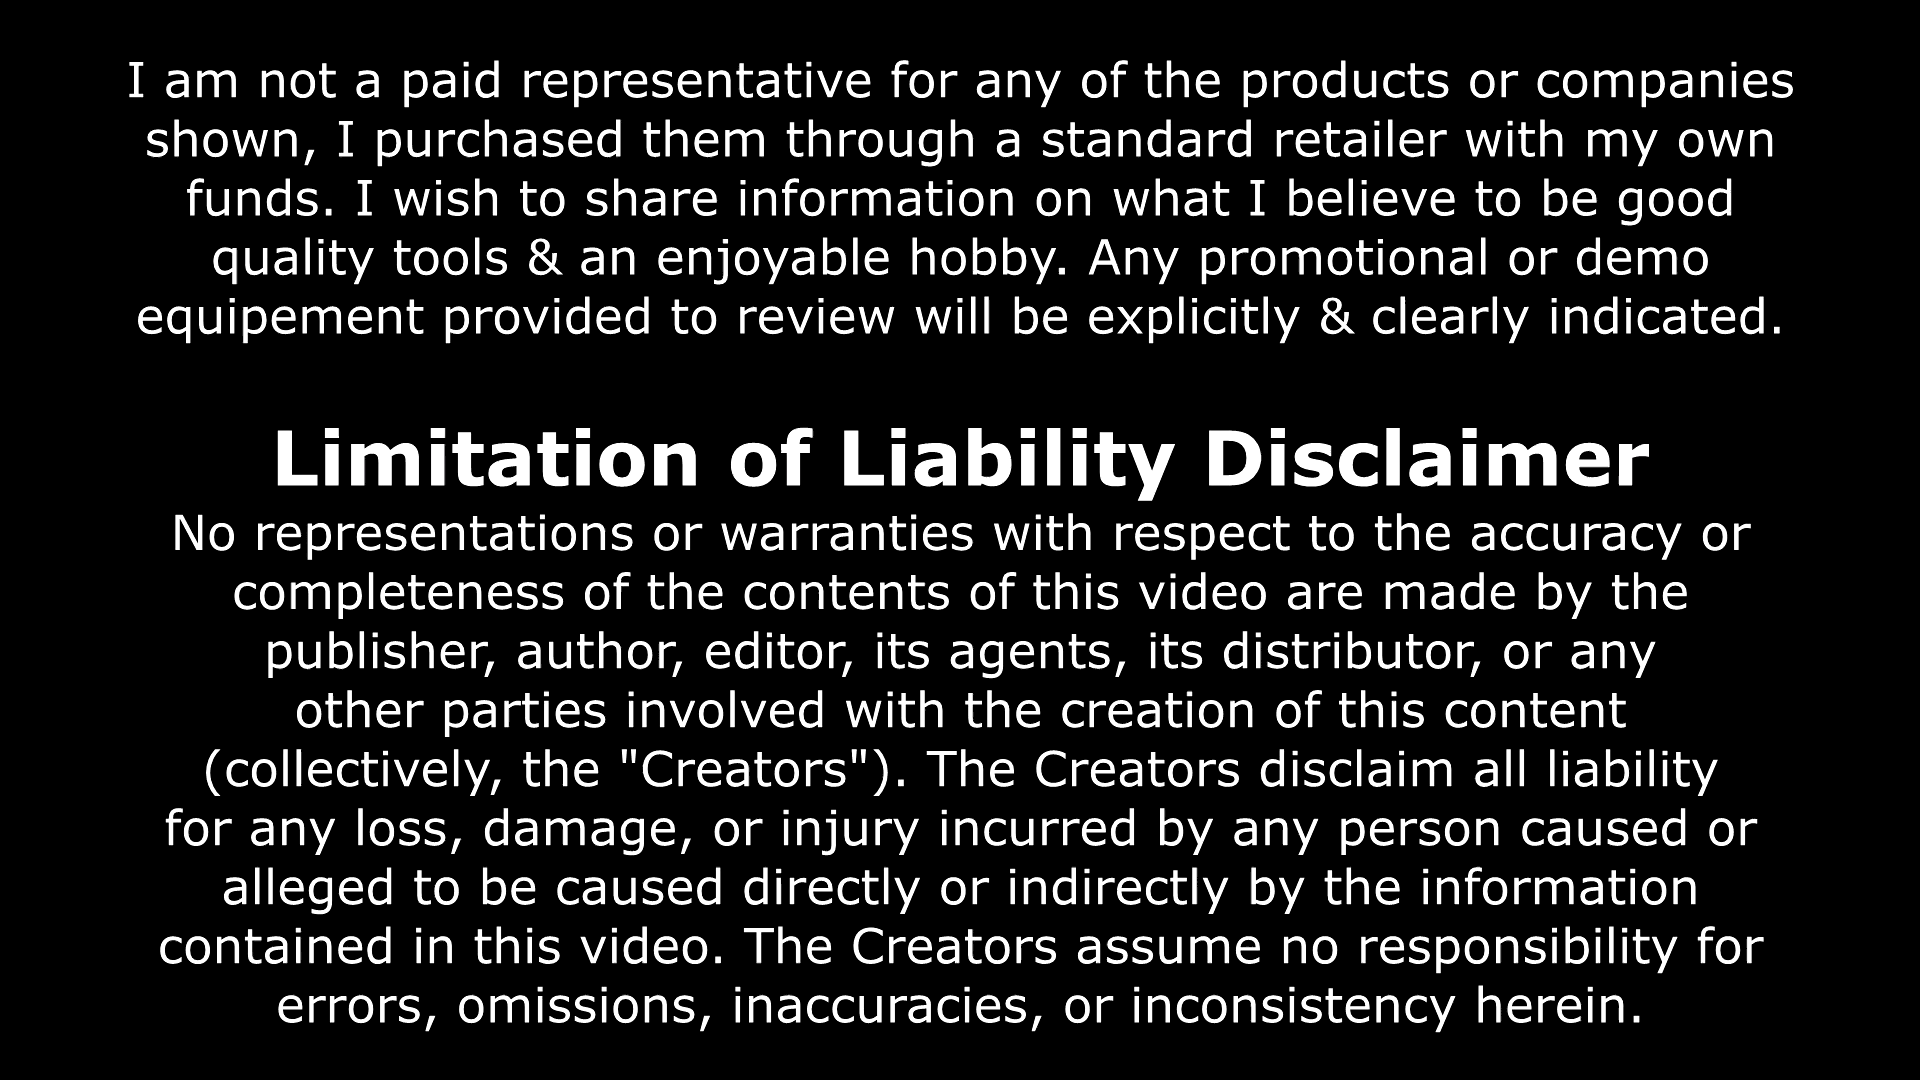 I am not a paid representative for any of the products or companies
shown, I purchased them through a standard retailer with my own
funds. I wish to share information on what I believe to be good
quality tools & an enjoyable hobby. Any promotional or demo
equipement provided to review will be explicitly & clearly indicated.
Limitation of Liability Disclaimer
No representations or warranties with respect to the accuracy or
completeness of the contents of this video are made by the
publisher, author, editor, its agents, its distributor, or any
other parties involved with the creation of this content
(collectively, the "Creators"). The Creators disclaim all liability
for any loss, damage, or injury incurred by any person caused or
alleged to be caused directly or indirectly by the information
contained in this video. The Creators assume no responsibility for
errors, omissions, inaccuracies, or inconsistency herein.